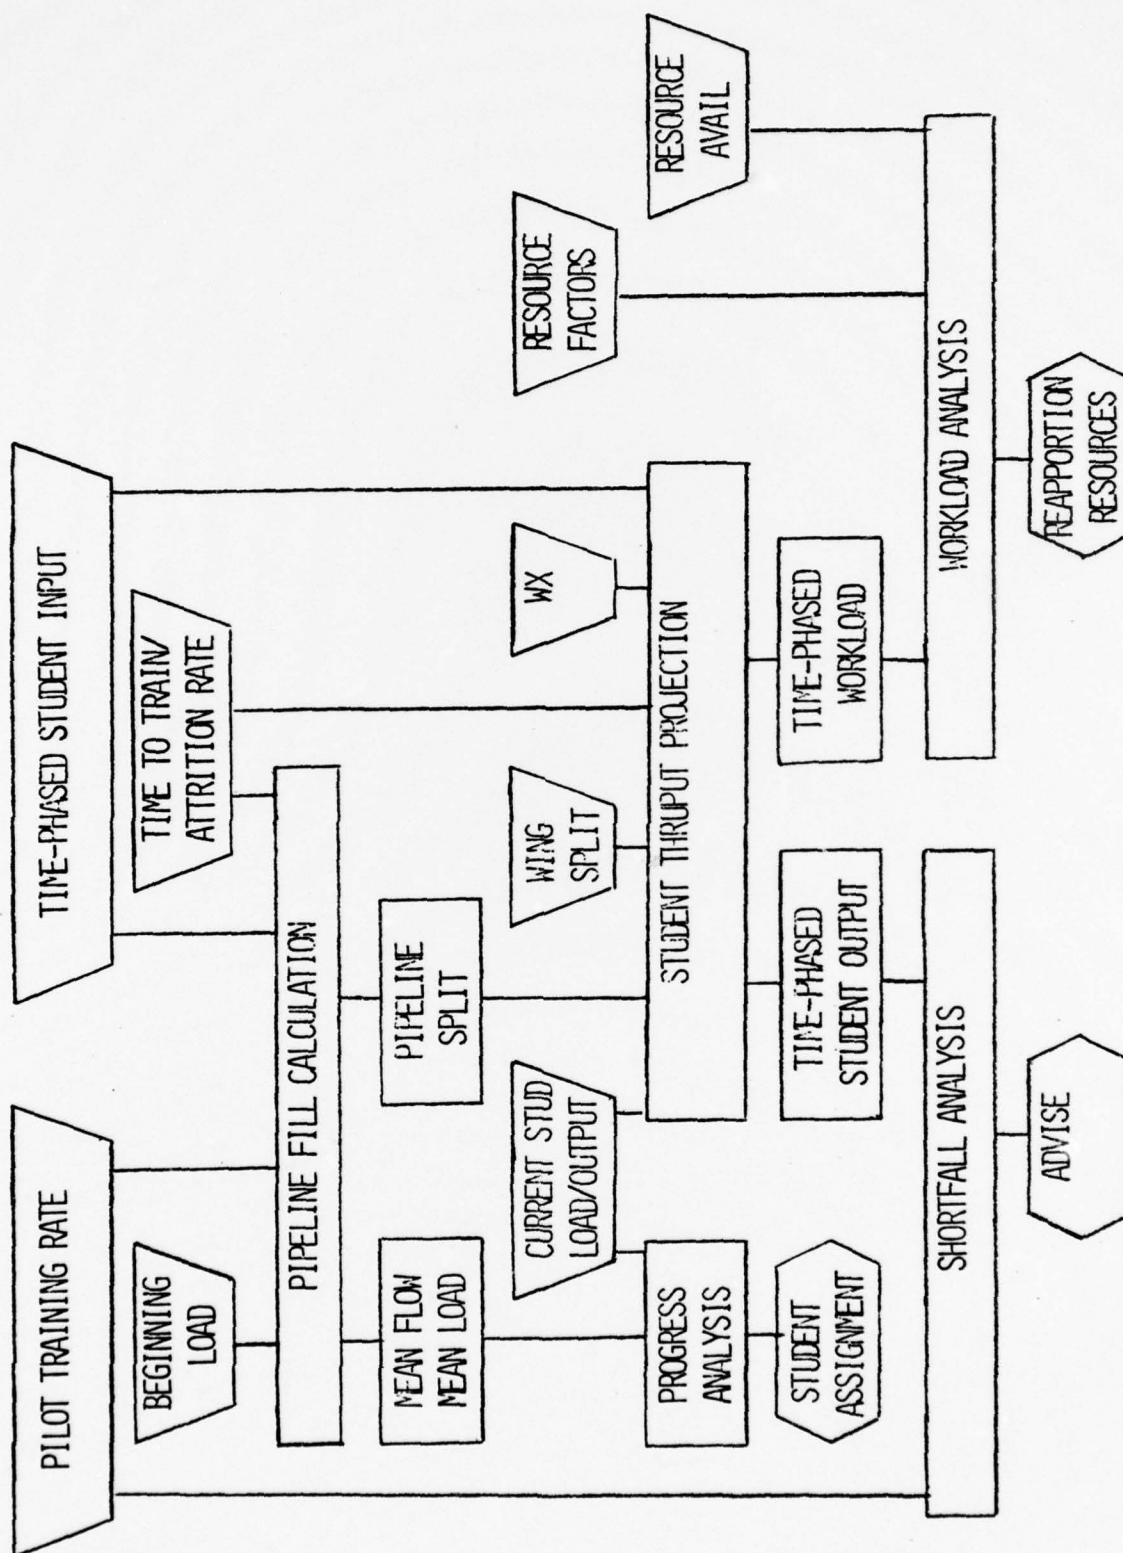 PILOT TRAINING RATE
TIME-PHASED STUDENT INPUT
BEGINNING
LOAD
TIME TO TRAIN/
ATTRITION RATE
PIPELINE FILL CALCULATION
MEAN FLOW
MEAN LOAD
PIPELINE
SPLIT
CURRENT STUD
LOAD/OUTPUT
WING
SPLIT
WX
RESOURCE
FACTORS
PROGRESS
ANALYSIS
STUDENT THRUPUT PROJECTION
RESOURCE
AVAIL
STUDENT
ASSIGNMENT
TIME-PHASED
STUDENT OUTPUT
TIME-PHASED
WORKLOAD
SHORTFALL ANALYSIS
WORKLOAD ANALYSIS
ADVISE
REAPPORTION
RESOURCES